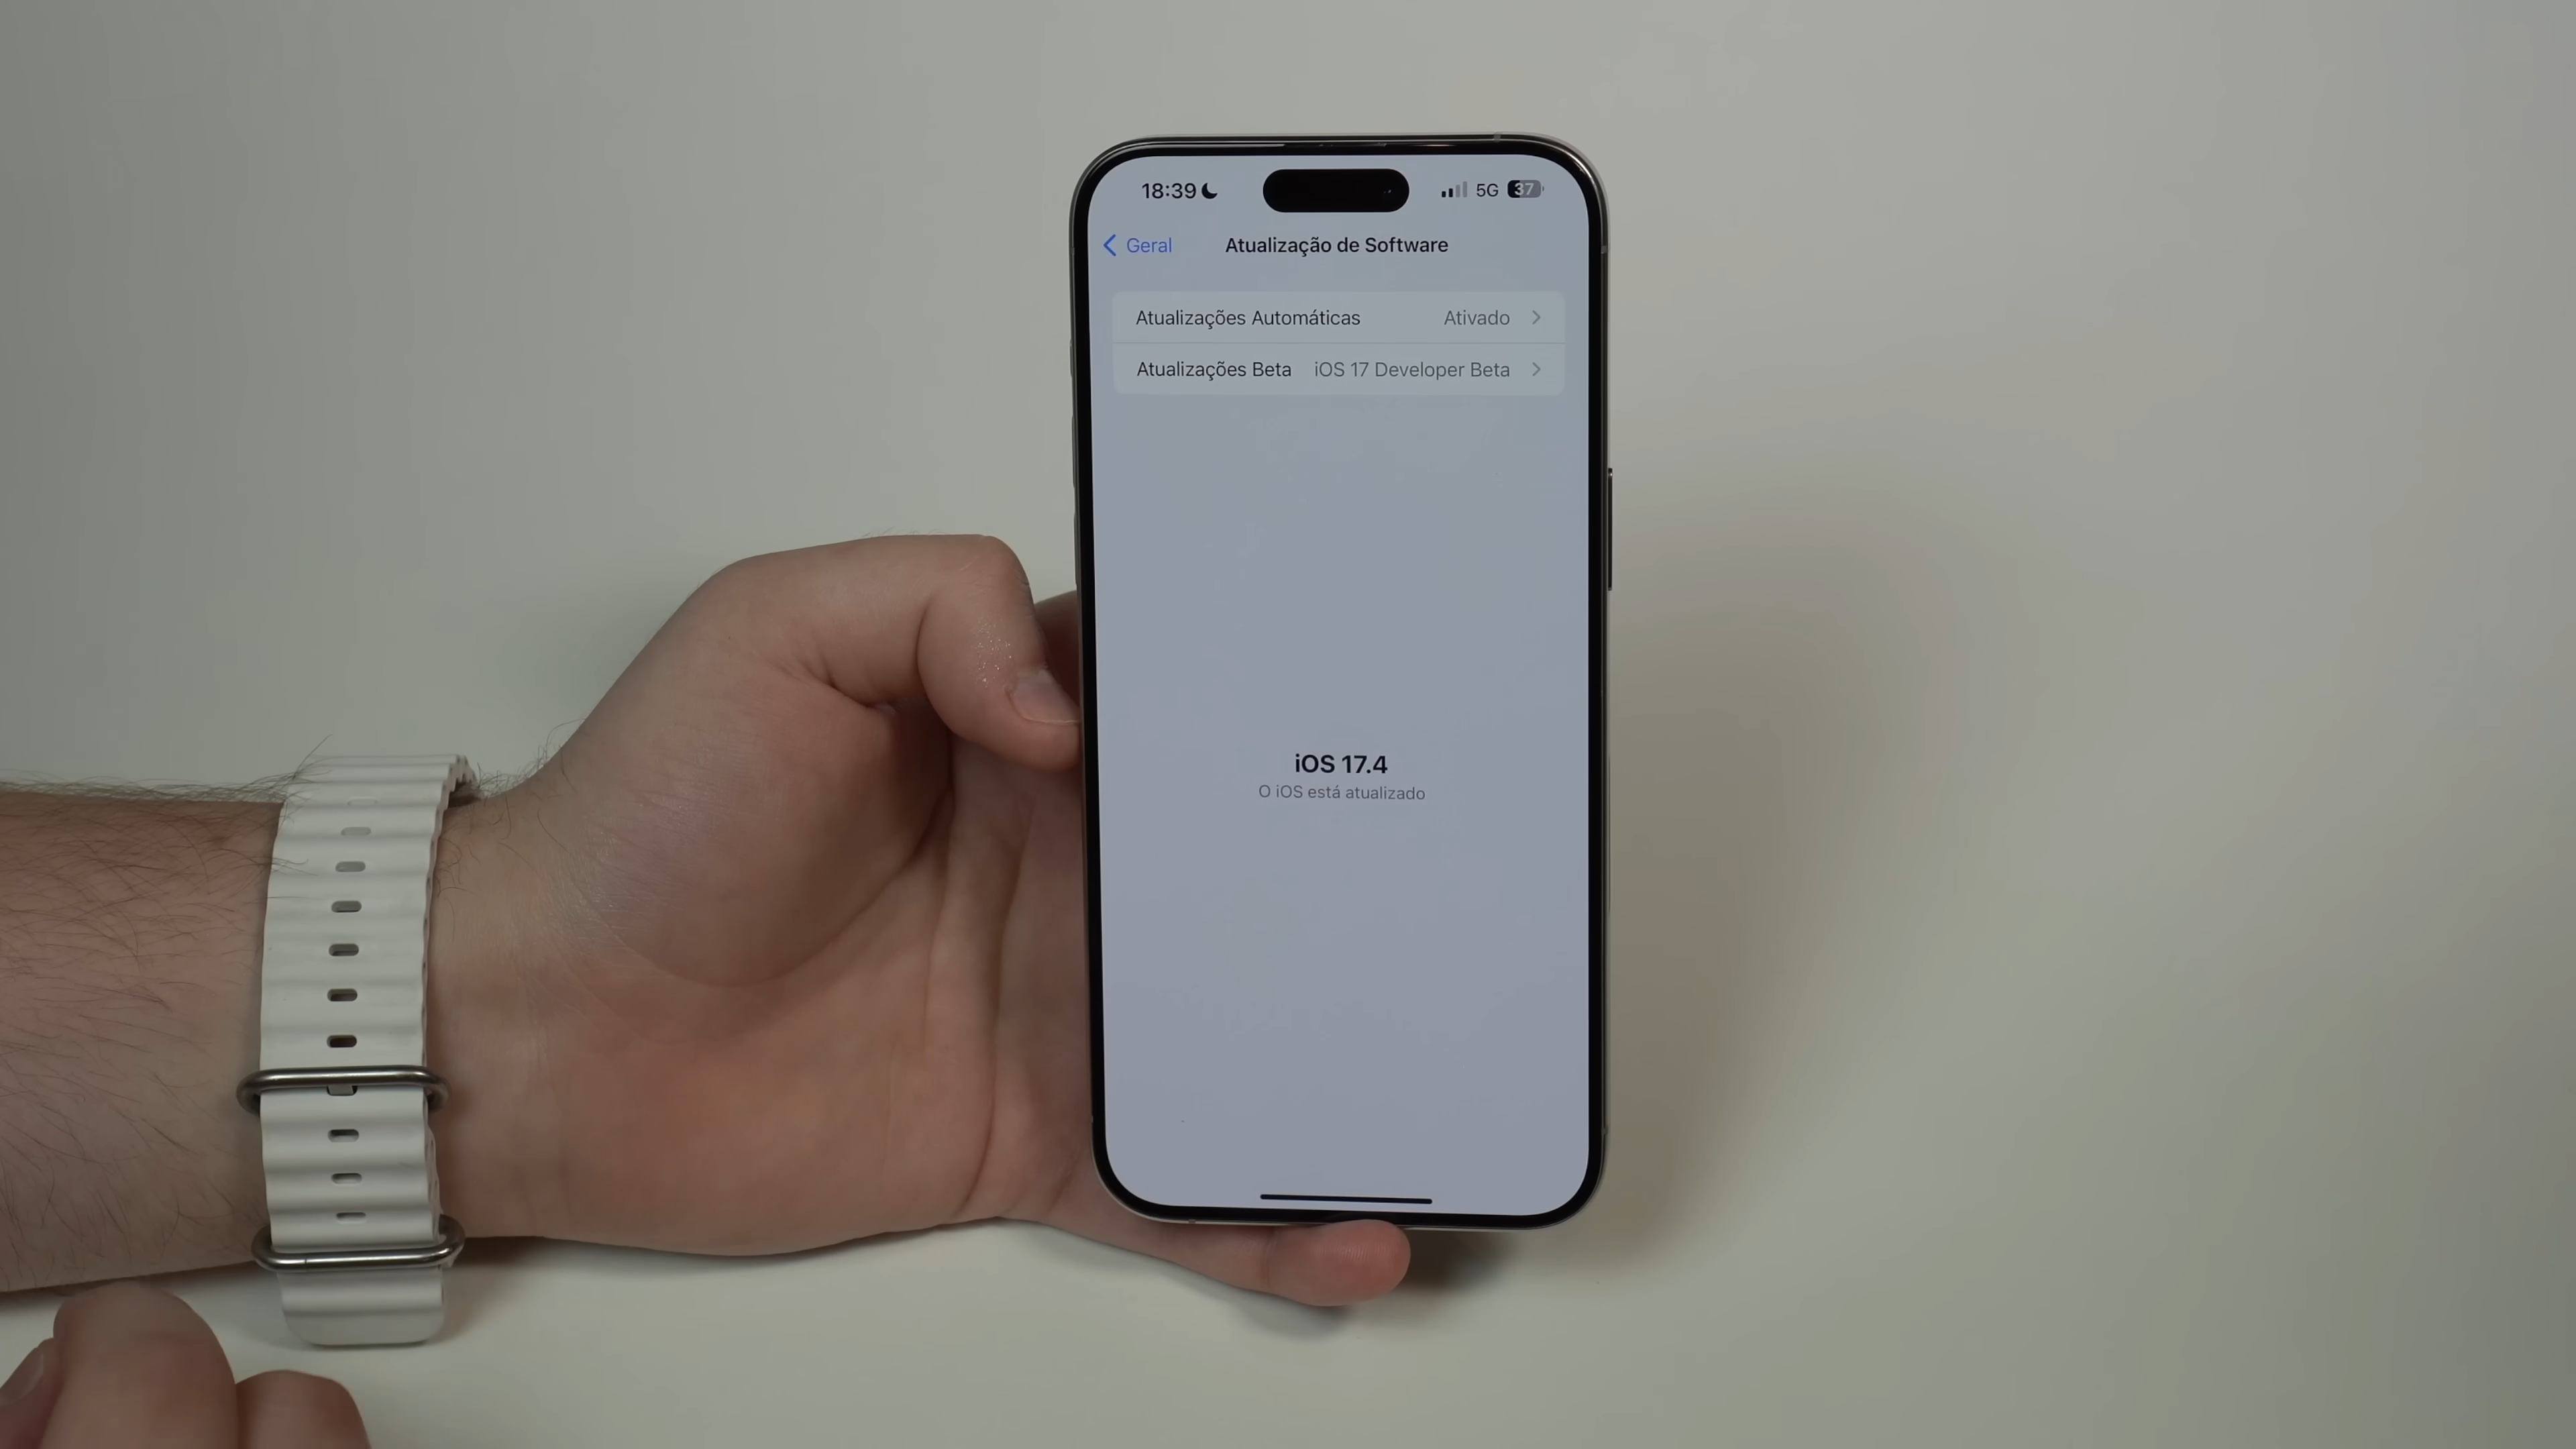 18:39
5G 37
Geral
Atualização de Software
Atualizações Automáticas Ativado
Atualizações Beta iOS 17 Developer Beta
iOS 17.4
O iOS está atualizado